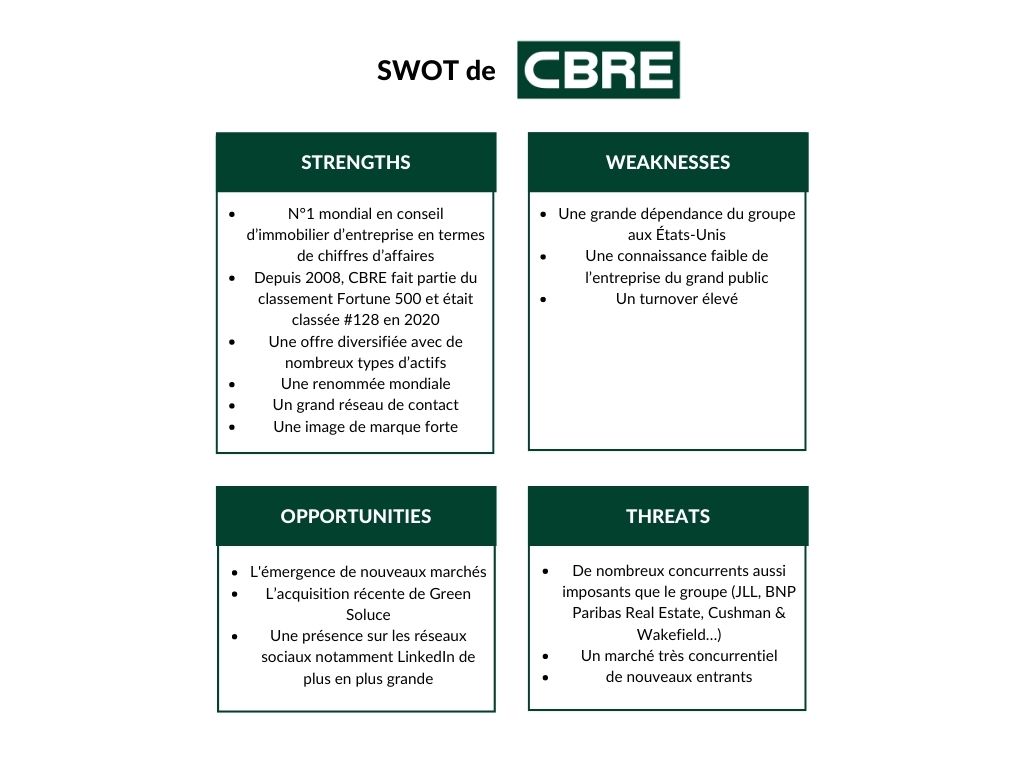 SWOT de CBRE
STRENGTHS
• N°1 mondial en conseil
d'immobilier d'entreprise en termes
de chiffres d'affaires
• Depuis 2008, CBRE fait partie du
classement Fortune 500 et était
classée #128 en 2020
• Une offre diversifiée avec de
nombreux types d'actifs
• Une renommée mondiale
• Un grand réseau de contact
• Une image de marque forte
WEAKNESSES
• Une grande dépendance du groupe
aux États-Unis
• Une connaissance faible de
l'entreprise du grand public
• Un turnover élevé
OPPORTUNITIES
• L'émergence de nouveaux marchés
• L'acquisition récente de Green
Soluce
• Une présence sur les réseaux
sociaux notamment LinkedIn de
plus en plus grande
THREATS
• De nombreux concurrents aussi
imposants que le groupe (JLL, BNP
Paribas Real Estate, Cushman &
Wakefield...)
• Un marché très concurrentiel
• de nouveaux entrants